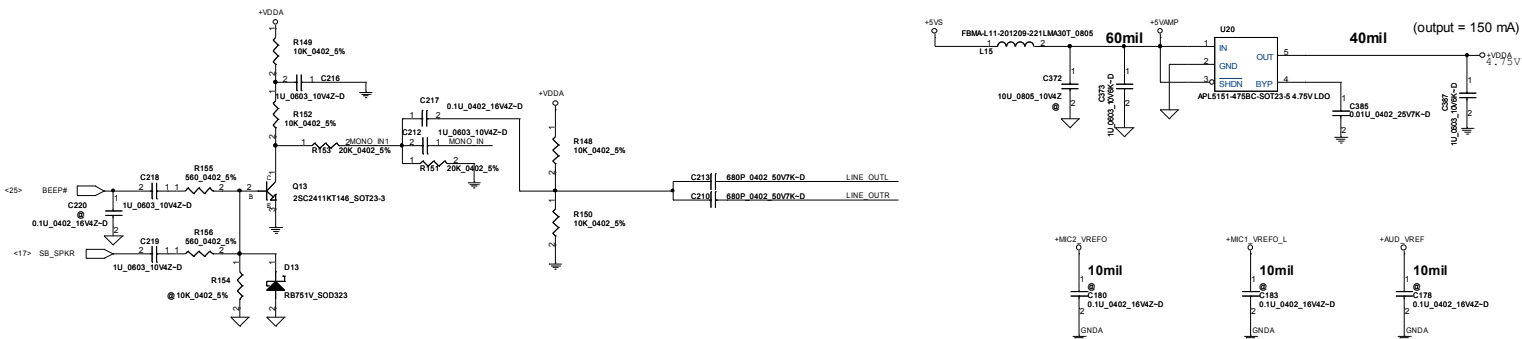 +VDDA
R149
10K_0402_5%
C216
1U_0603_10V4Z~D
R152
10K_0402_5%
C217
0.1U_0402_16V4Z~D
C212
1U_0603_10V4Z~D
MONO_IN1
MONO_IN
R153
20K_0402_5%
R151
20K_0402_5%
+VDDA
R148
10K_0402_5%
R150
10K_0402_5%
C213
680P_0402_50V7K~D
LINE_OUTL
C210
680P_0402_50V7K~D
LINE_OUTR
<25>
BEEP#
C218
1U_0603_10V4Z~D
R155
560_0402_5%
Q13
2SC2411KT146_SOT23-3
C220
@
0.1U_0402_16V4Z~D
<17>
SB_SPKR
C219
1U_0603_10V4Z~D
R156
560_0402_5%
R154
@ 10K_0402_5%
D13
RB751V_SOD323
+5VS
FBMA-L11-201209-221LMA30T_0805
L15
60mil
+5VAMP
U20
IN
GND
SHDN
OUT
BYP
APL5151-475BC-SOT23-5 4.75V LDO
40mil
(output = 150 mA)
+VDDA
4.75V
C372
10U_0805_10V4Z
@
C373
1U_0603_10V6K~D
C385
0.01U_0402_25V7K~D
C387
1U_0603_10V6K~D
+MIC2_VREFO
10mil
@
C180
0.1U_0402_16V4Z~D
GNDA
+MIC1_VREFO_L
10mil
@
C183
0.1U_0402_16V4Z~D
GNDA
+AUD_VREF
10mil
@
C178
0.1U_0402_16V4Z~D
GNDA